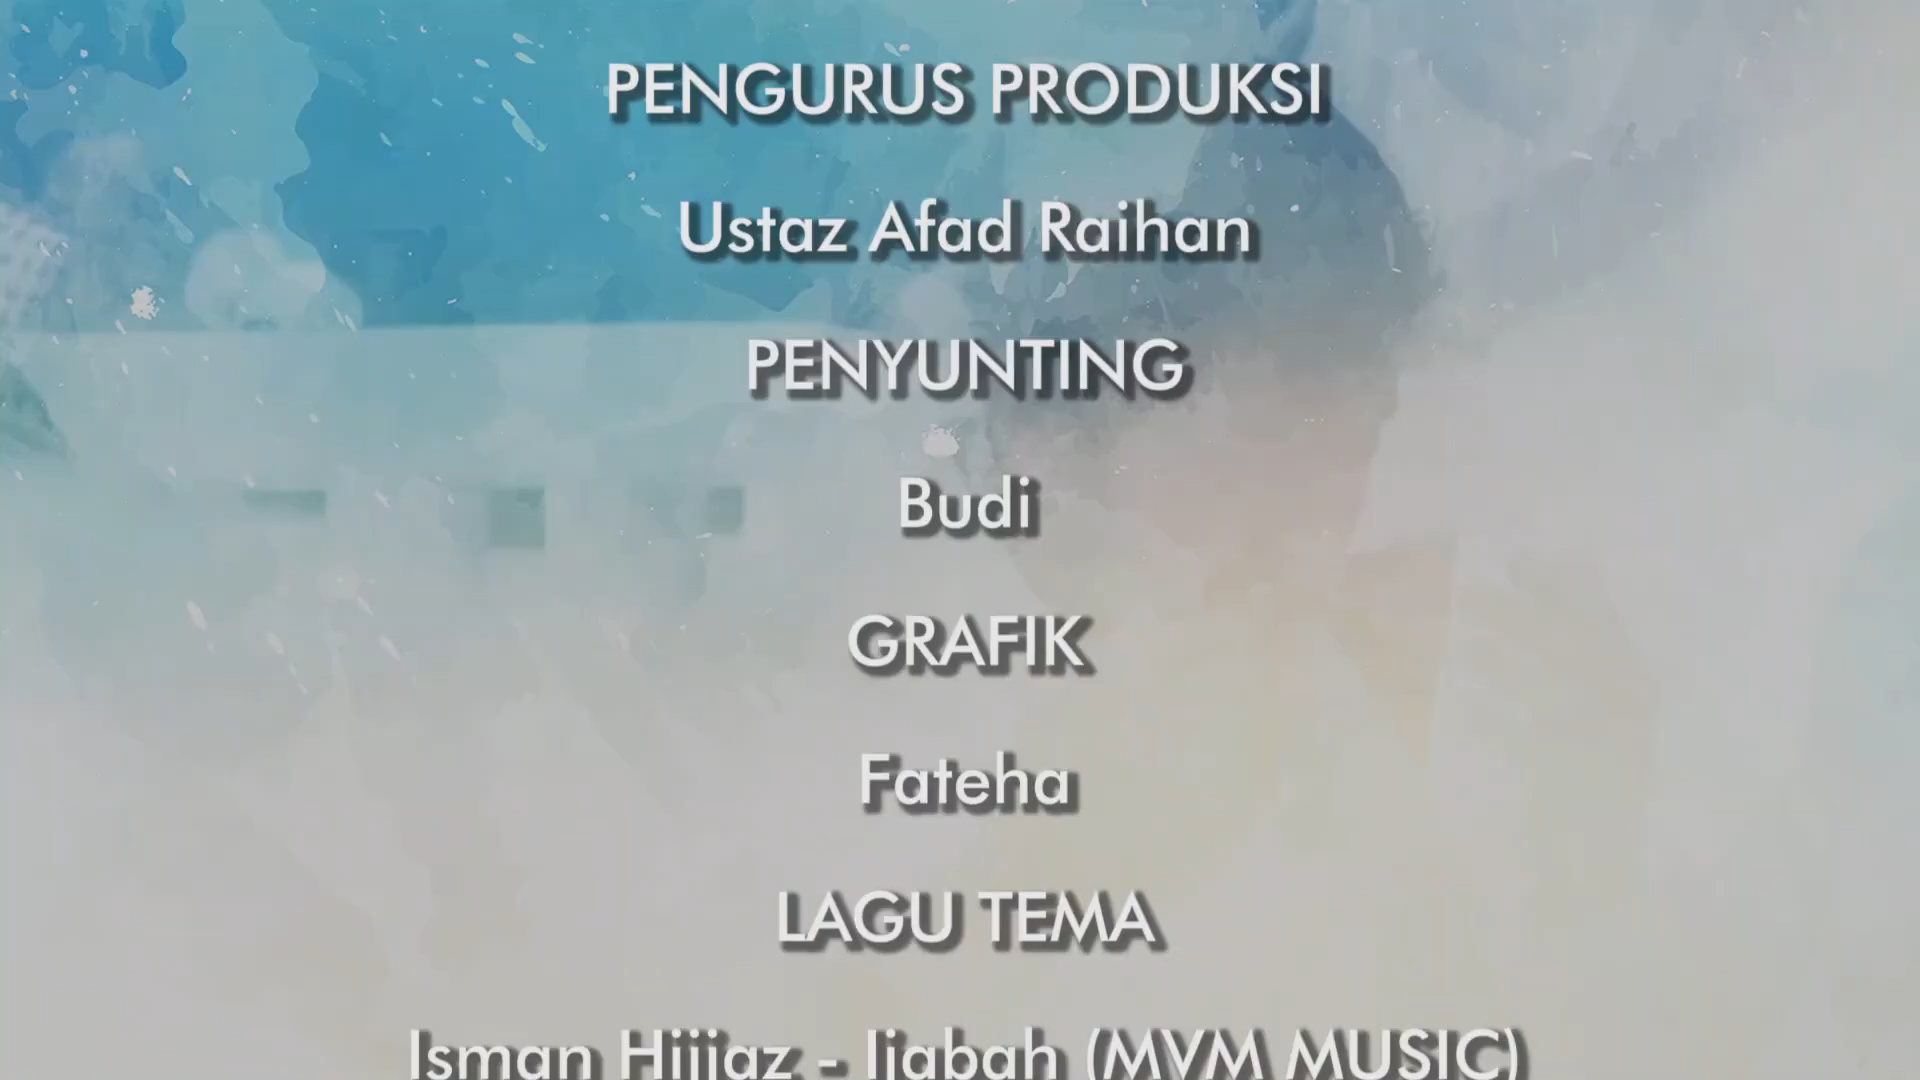 PENGURUS PRODUKSI
Ustaz Afad Raihan
PENYUNTING
Budi
GRAFIK
Fateha
LAGU TEMA
Isman Hijjaz - Ijabah (MVM MUSIC)